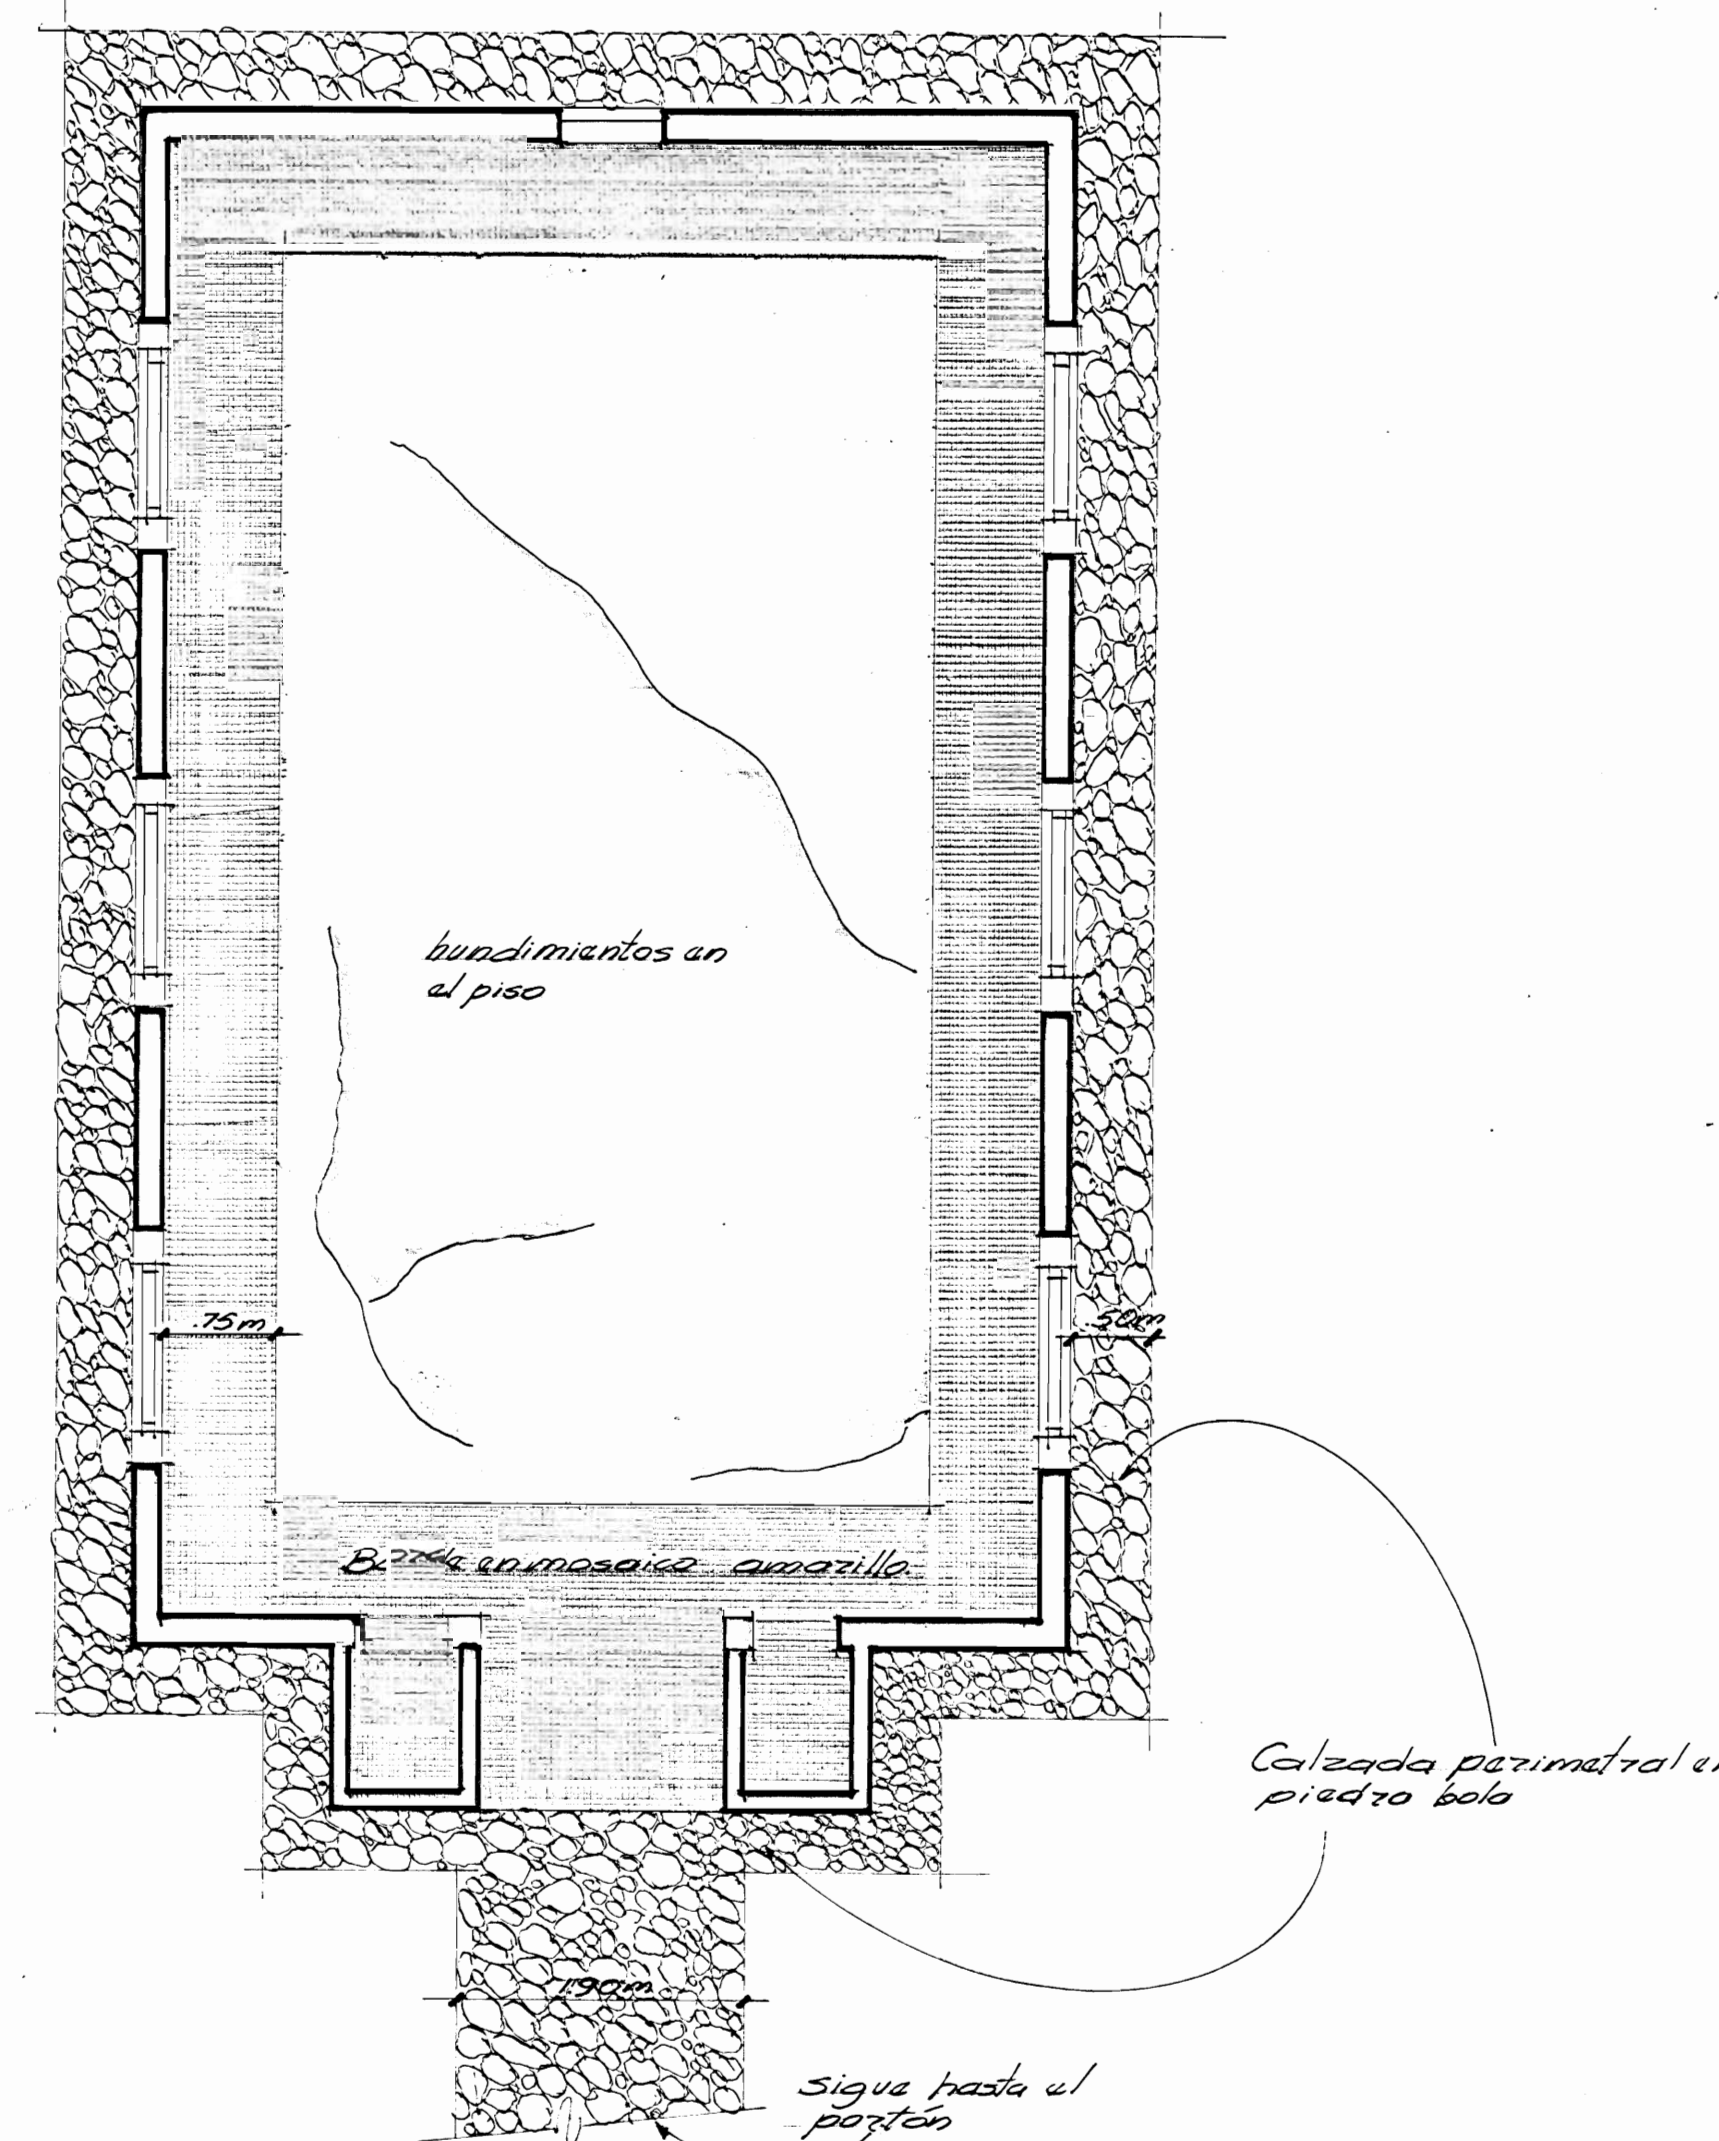 hundimientos en
el piso
.75m
.50m
Borde en mosaico amarillo.
Calzada perimetral en
piedra bola
1.90m
sigue hasta el
portón